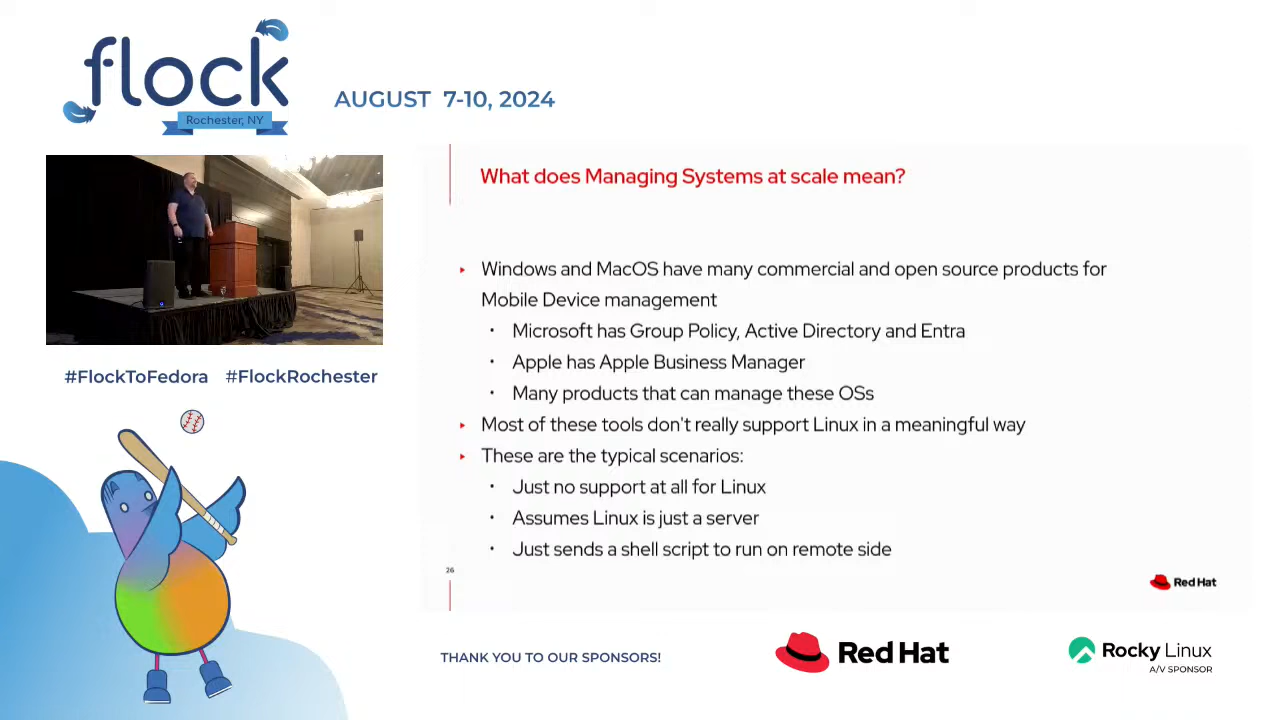 flock
Rochester, NY
AUGUST 7-10, 2024
#FlockToFedora #FlockRochester
What does Managing Systems at scale mean?
Windows and MacOS have many commercial and open source products for
Mobile Device management
Microsoft has Group Policy, Active Directory and Entra
Apple has Apple Business Manager
Many products that can manage these OSs
Most of these tools don't really support Linux in a meaningful way
These are the typical scenarios:
Just no support at all for Linux
Assumes Linux is just a server
Just sends a shell script to run on remote side
26
Red Hat
THANK YOU TO OUR SPONSORS!
Red Hat
Rocky Linux
A/V SPONSOR